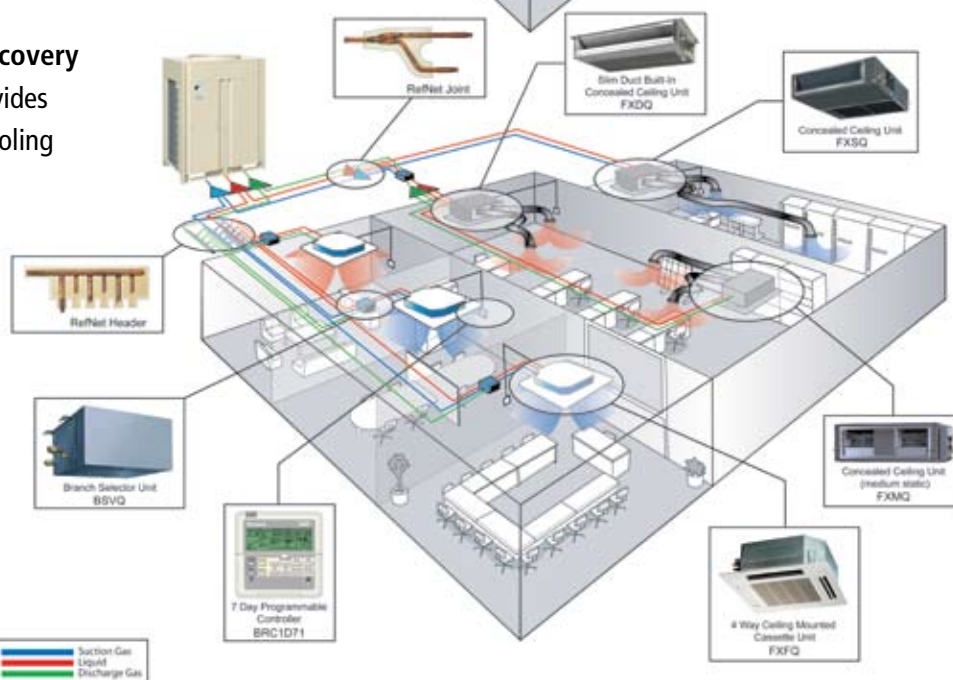 covery
vides
oling
RefNet Joint
Slim Duct Built-In
Concealed Ceiling Unit
FXDQ
Concealed Ceiling Unit
FXSQ
RefNet Header
Branch Selector Unit
BSVQ
7 Day Programmable
Controller
BRC1D71
Concealed Ceiling Unit
(medium static)
FXMQ
4 Way Ceiling Mounted
Cassette Unit
FXFQ
Suction Gas
Liquid
Discharge Gas